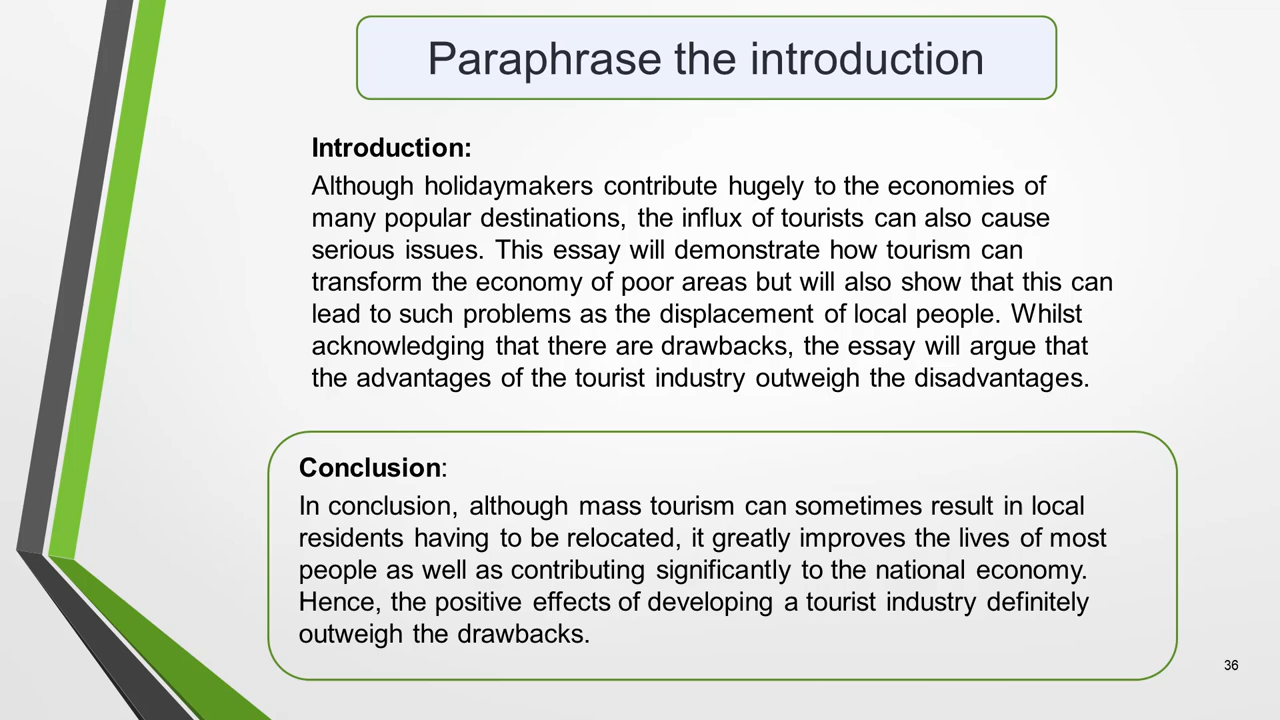 Paraphrase the introduction
Introduction:
Although holidaymakers contribute hugely to the economies of
many popular destinations, the influx of tourists can also cause
serious issues. This essay will demonstrate how tourism can
transform the economy of poor areas but will also show that this can
lead to such problems as the displacement of local people. Whilst
acknowledging that there are drawbacks, the essay will argue that
the advantages of the tourist industry outweigh the disadvantages.
Conclusion:
In conclusion, although mass tourism can sometimes result in local
residents having to be relocated, it greatly improves the lives of most
people as well as contributing significantly to the national economy.
Hence, the positive effects of developing a tourist industry definitely
outweigh the drawbacks.
36